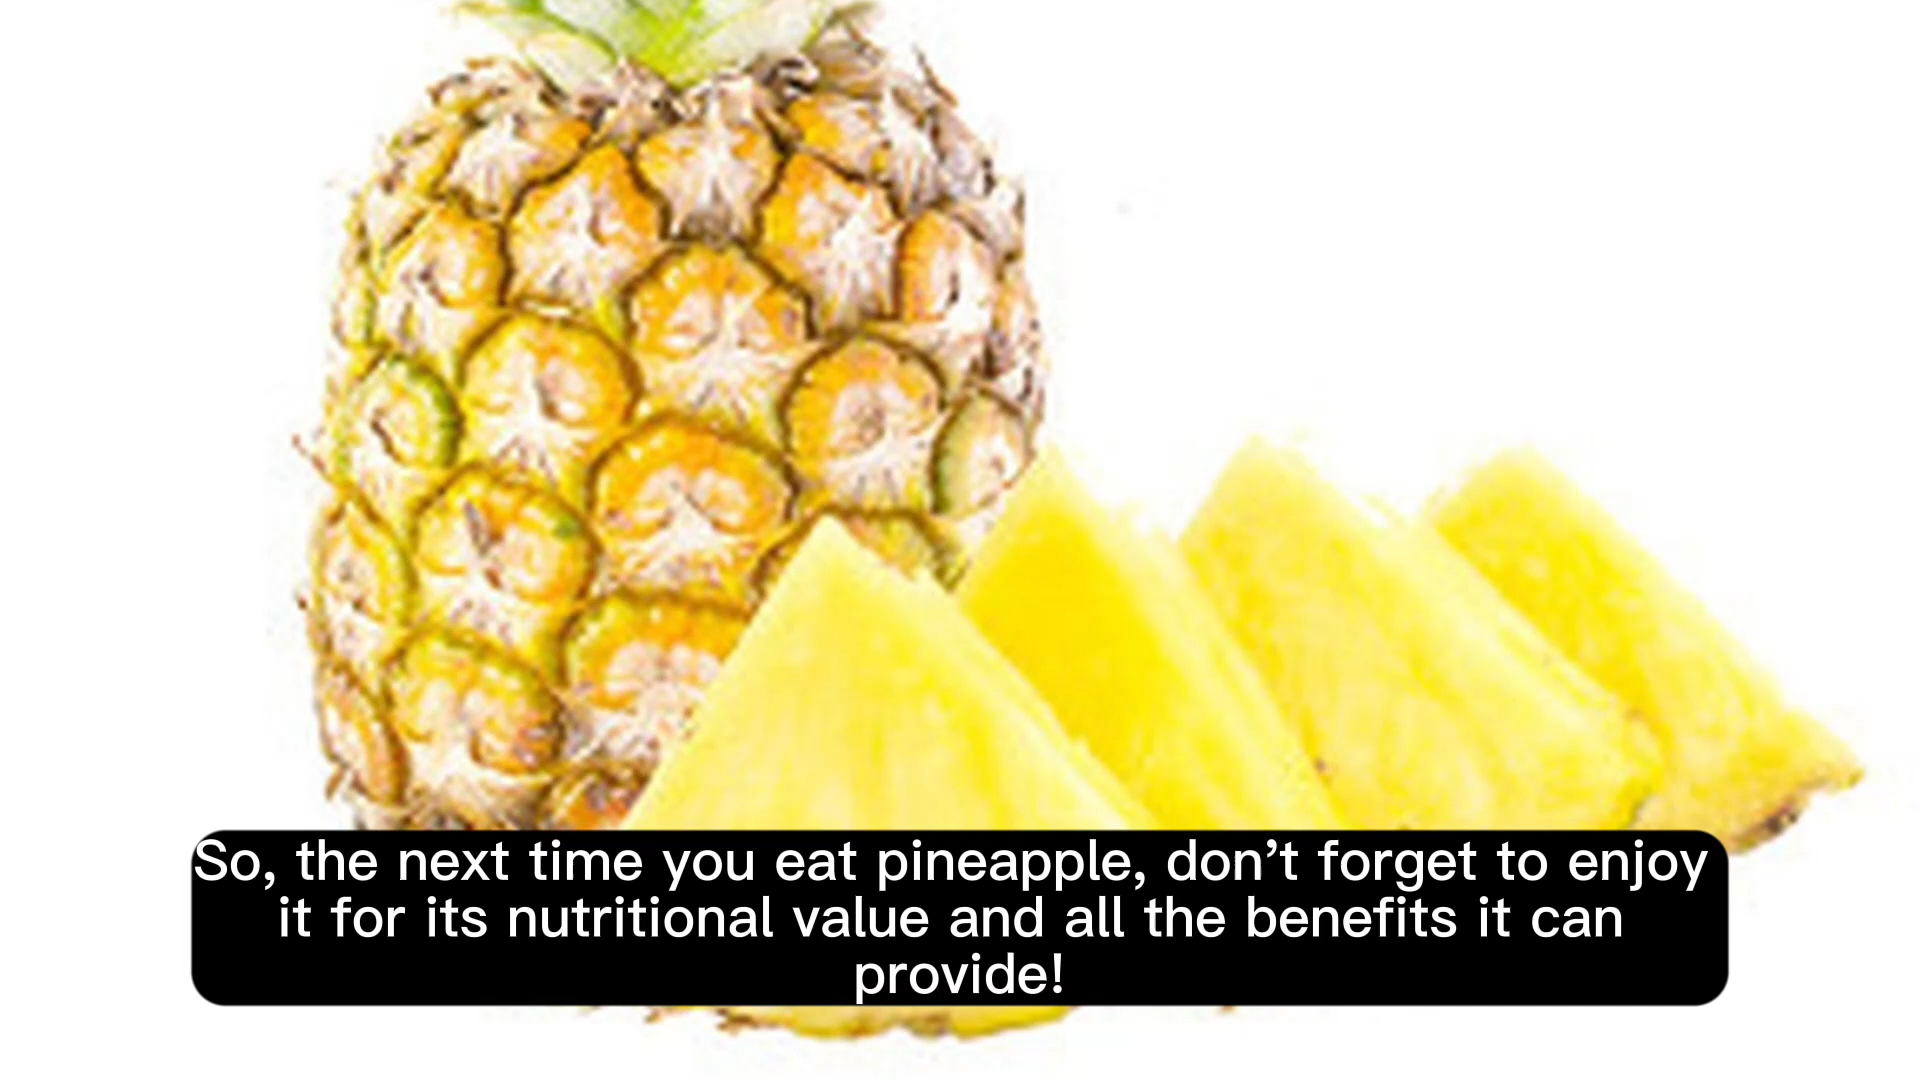 So, the next time you eat pineapple, don’t forget to enjoy
it for its nutritional value and all the benefits it can
provide!